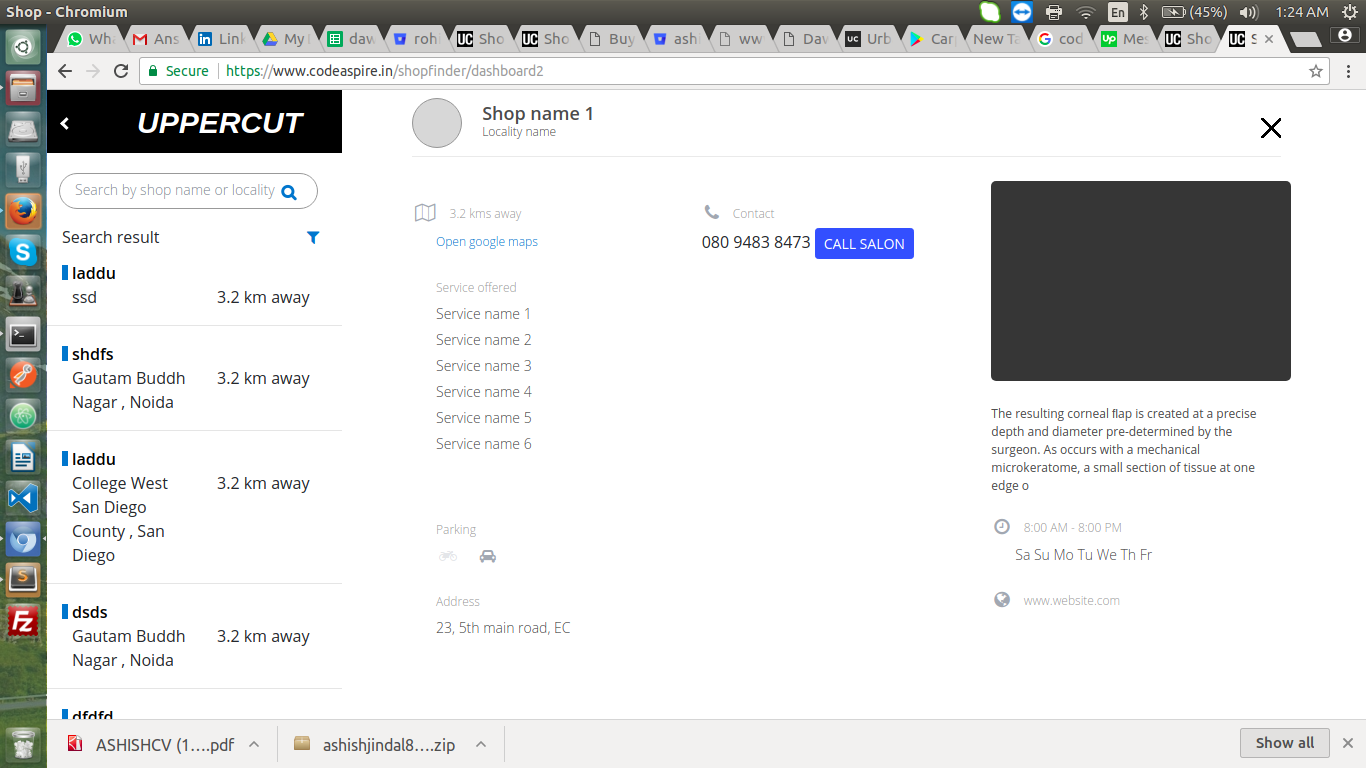 Shop - Chromium
En
(45%)
1:24 AM
Wha
Ans
Link
My
daw
roh
UC Sho
UC Sho
Buy
ashi
ww
Dav
UC Urb
Car
New Ta
cod
Up Mes
UC Sho
UC S
Secure
https://www.codeaspire.in/shopfinder/dashboard2
UPPERCUT
Search by shop name or locality
Search result
laddu
ssd
3.2 km away
shdfs
Gautam Buddh
3.2 km away
Nagar , Noida
laddu
College West
3.2 km away
San Diego
County , San
Diego
dsds
Gautam Buddh
3.2 km away
Nagar , Noida
dfdfd
Shop name 1
Locality name
3.2 kms away
Open google maps
Contact
080 9483 8473
CALL SALON
Service offered
Service name 1
Service name 2
Service name 3
Service name 4
Service name 5
Service name 6
Parking
Address
23, 5th main road, EC
The resulting corneal flap is created at a precise
depth and diameter pre-determined by the
surgeon. As occurs with a mechanical
microkeratome, a small section of tissue at one
edge o
8:00 AM - 8:00 PM
Sa Su Mo Tu We Th Fr
www.website.com
ASHISHCV (1....pdf
ashishjindal8....zip
Show all